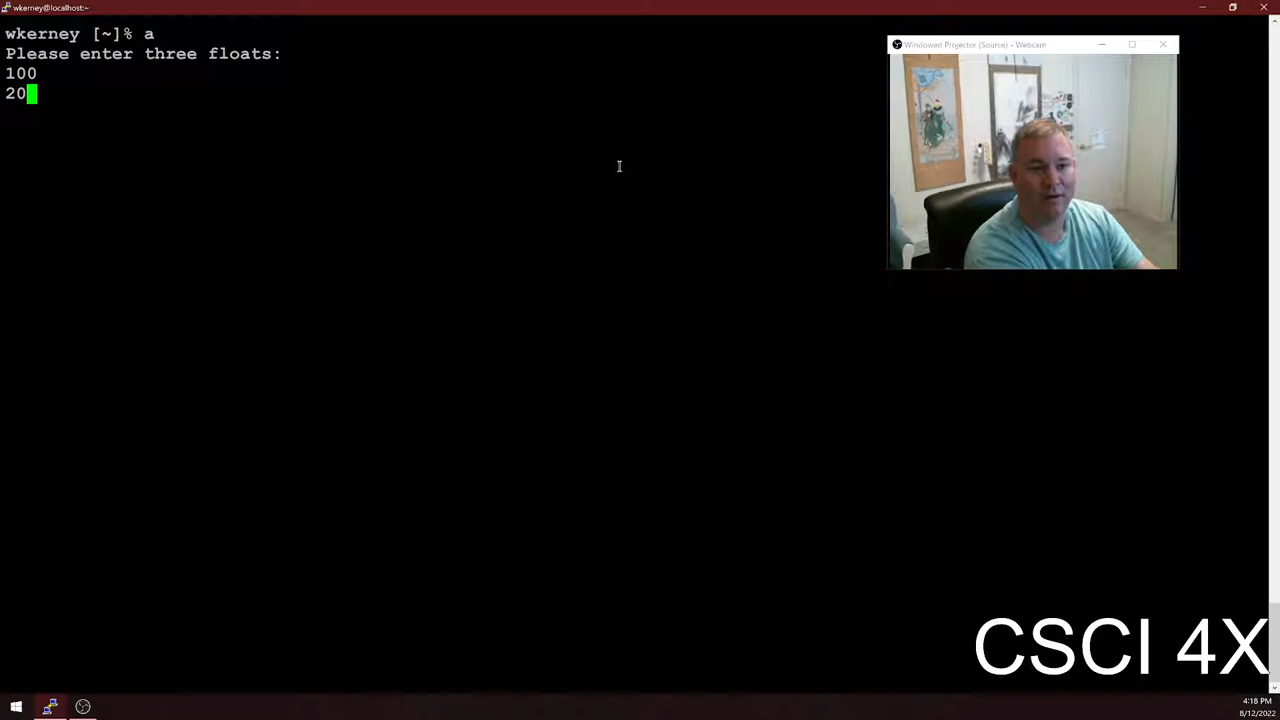 wkerney@localhost:~
wkerney [~]% a
Please enter three floats:
100
20
Windowed Projector (Source) - Webcam
CSCI 4X
4:18 PM
8/12/2022